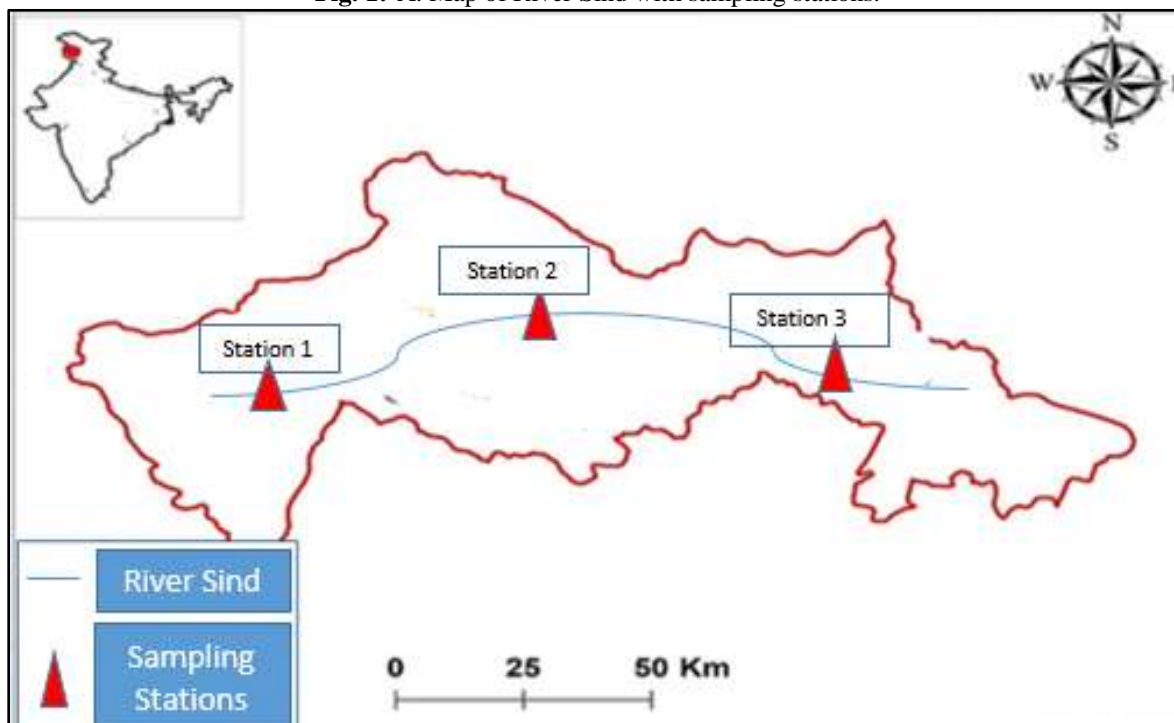 Fig. 1. A. Map of River Sind with sampling stations.
N
W
S
Station 2
Station 3
Station 1
River Sind
Sampling
Stations
0 25 50 Km